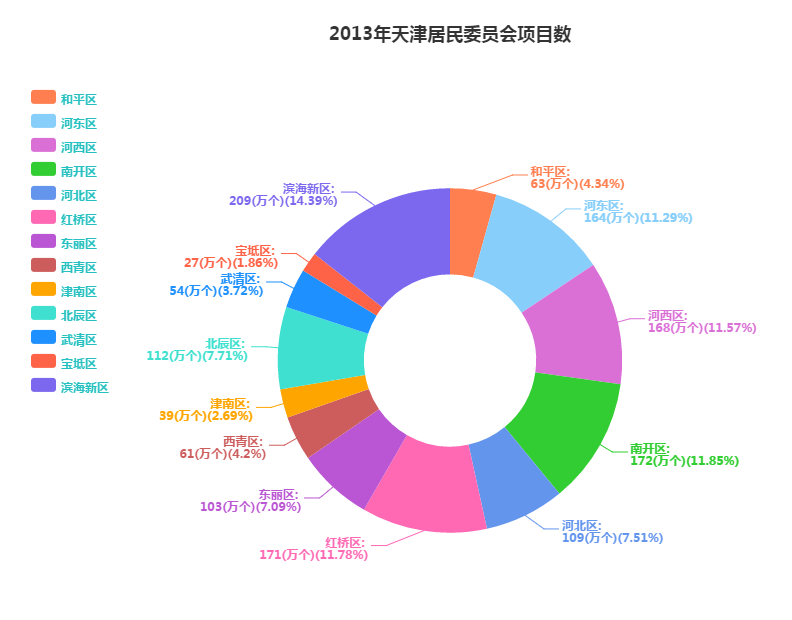 2013年天津居民委员会项目数
和平区
河东区
河西区
南开区
河北区
红桥区
东丽区
西青区
津南区
北辰区
武清区
宝坻区
滨海新区
和平区:
63(万个)(4.34%)
河东区:
164(万个)(11.29%)
河西区:
168(万个)(11.57%)
南开区:
172(万个)(11.85%)
河北区:
109(万个)(7.51%)
红桥区:
171(万个)(11.78%)
东丽区:
103(万个)(7.09%)
西青区:
61(万个)(4.2%)
津南区:
39(万个)(2.69%)
北辰区:
112(万个)(7.71%)
武清区:
54(万个)(3.72%)
宝坻区:
27(万个)(1.86%)
滨海新区:
209(万个)(14.39%)